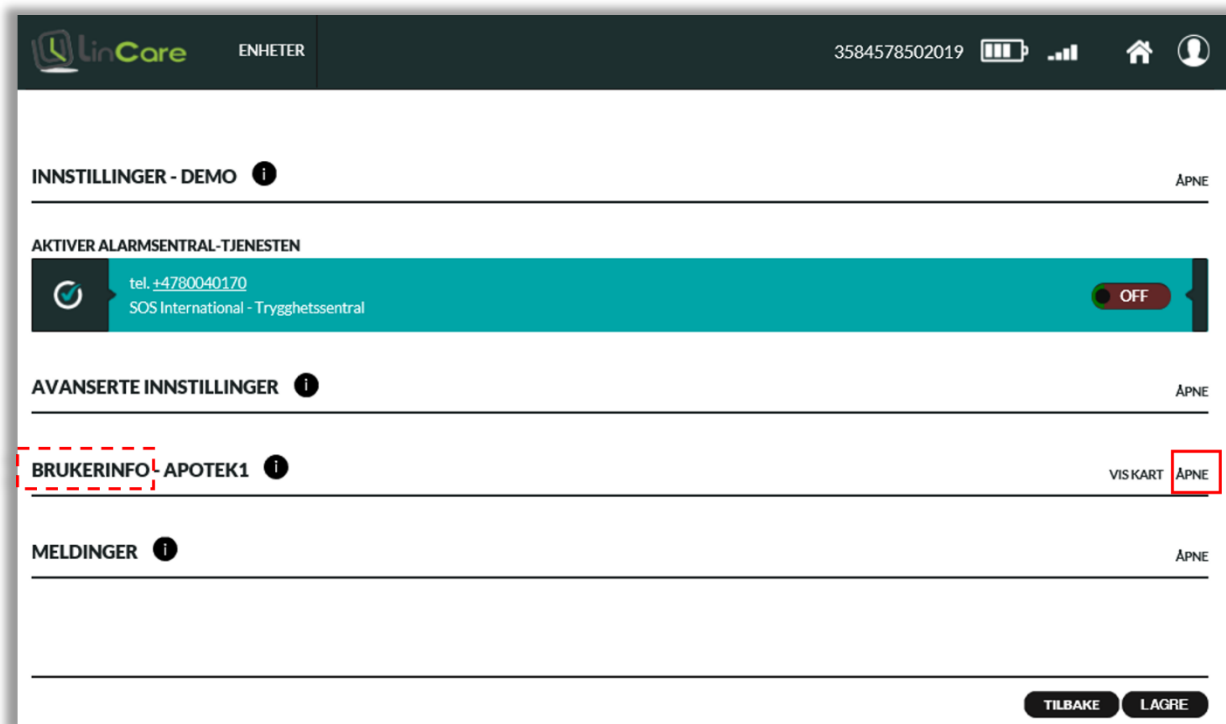 LinCare ENHETER 3584578502019
INNSTILLINGER - DEMO i ÅPNE
AKTIVER ALARMSENTRAL-TJENESTEN
tel. +4780040170
SOS International - Trygghetssentral OFF
AVANSERTE INNSTILLINGER i ÅPNE
BRUKERINFO - APOTEK1 i VIS KART ÅPNE
MELDINGER i ÅPNE
TILBAKE LAGRE